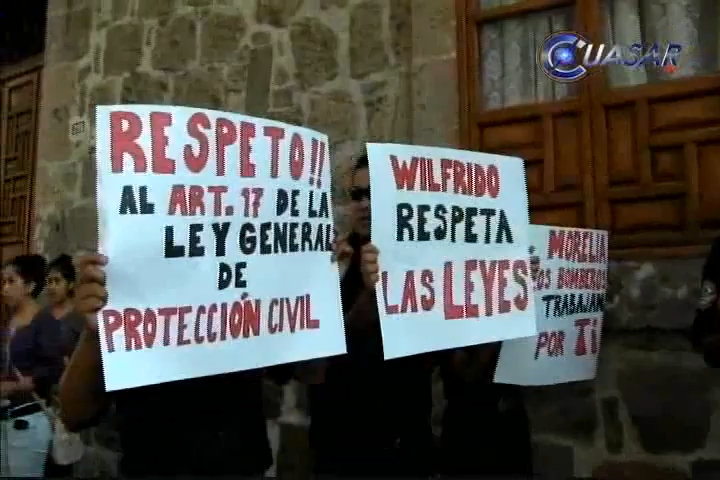 CUASAR
RESPETO!!
AL ART. 17 DE LA
LEY GENERAL
DE
PROTECCIÓN CIVIL
WILFRIDO
RESPETA
LAS LEYES
MORELIA
BOMBEROS
TRABAJAN
POR TI